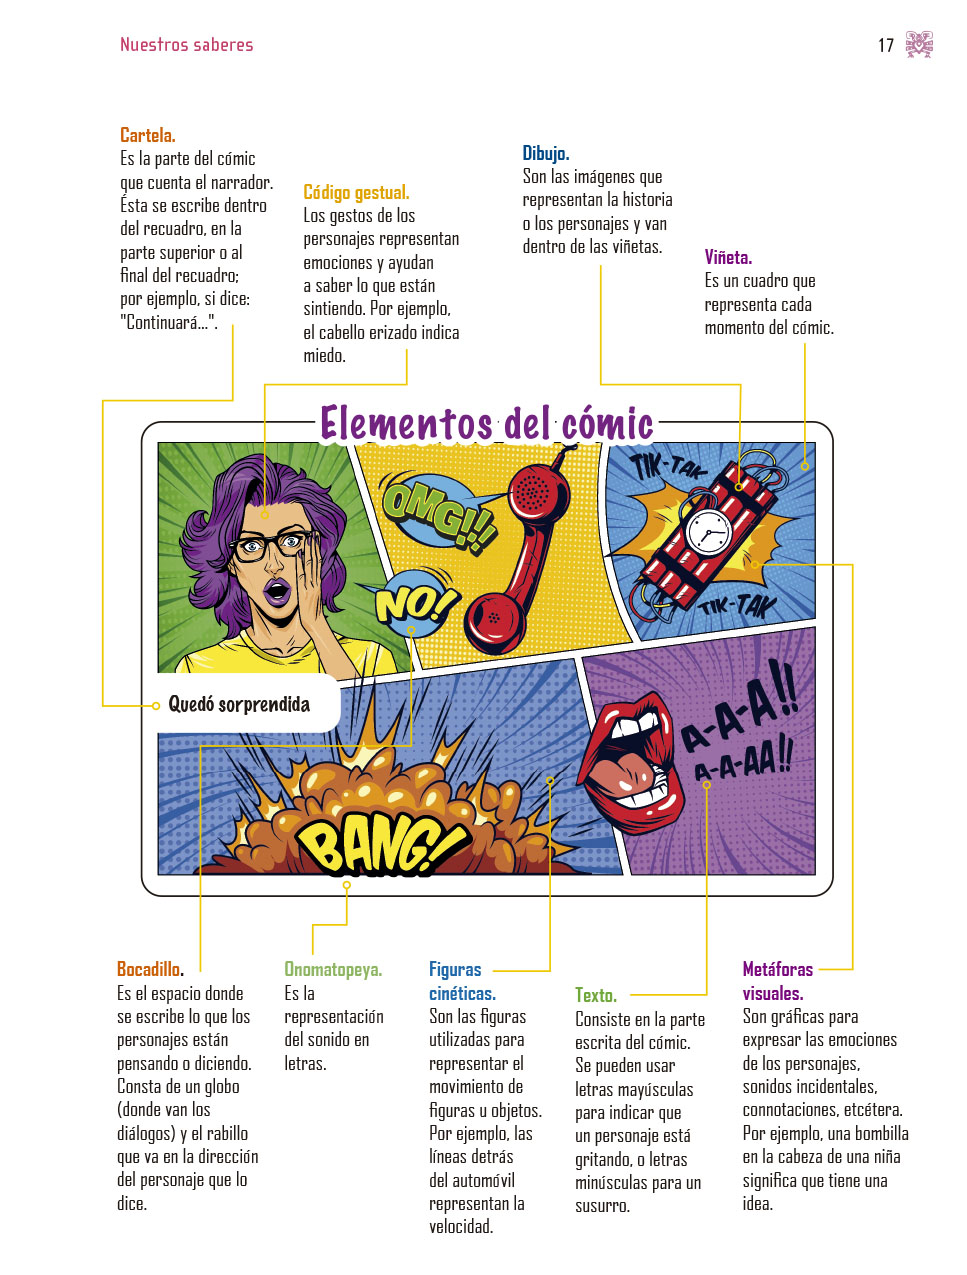 Nuestros saberes
17
Cartela.
Es la parte del cómic
que cuenta el narrador.
Ésta se escribe dentro
del recuadro, en la
parte superior o al
final del recuadro;
por ejemplo, si dice:
"Continuará...".
Código gestual.
Los gestos de los
personajes representan
emociones y ayudan
a saber lo que están
sintiendo. Por ejemplo,
el cabello erizado indica
miedo.
Dibujo.
Son las imágenes que
representan la historia
o los personajes y van
dentro de las viñetas.
Viñeta.
Es un cuadro que
representa cada
momento del cómic.
Elementos del cómic
OMG!!!
NO!
TIK-TAK
TIK-TAK
Quedó sorprendida
BANG!
A-A-A!!
A-A-AA!!
Bocadillo.
Es el espacio donde
se escribe lo que los
personajes están
pensando o diciendo.
Consta de un globo
(donde van los
diálogos) y el rabillo
que va en la dirección
del personaje que lo
dice.
Onomatopeya.
Es la
representación
del sonido en
letras.
Figuras
cinéticas.
Son las figuras
utilizadas para
representar el
movimiento de
figuras u objetos.
Por ejemplo, las
líneas detrás
del automóvil
representan la
velocidad.
Texto.
Consiste en la parte
escrita del cómic.
Se pueden usar
letras mayúsculas
para indicar que
un personaje está
gritando, o letras
minúsculas para un
susurro.
Metáforas
visuales.
Son gráficas para
expresar las emociones
de los personajes,
sonidos incidentales,
connotaciones, etcétera.
Por ejemplo, una bombilla
en la cabeza de una niña
significa que tiene una
idea.